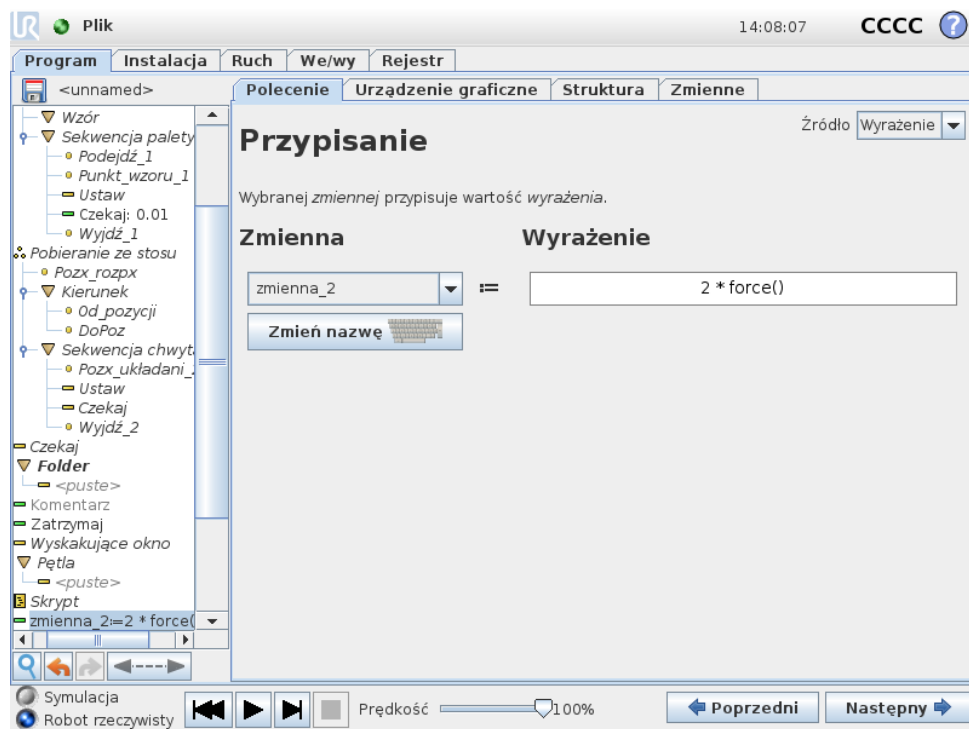 UR Plik 14:08:07 CCCC ?
Program Instalacja Ruch We/wy Rejestr
<unnamed>
Polecenie Urządzenie graficzne Struktura Zmienne
Wzór
Sekwencja palety
Podejdź_1
Punkt_wzoru_1
Ustaw
Czekaj: 0.01
Wyjdź_1
Pobieranie ze stosu
Pozx_rozpx
Kierunek
Od_pozycji
DoPoz
Sekwencja chwyta
Pozx_układani_
Ustaw
Czekaj
Wyjdź_2
Czekaj
Folder
<puste>
Komentarz
Zatrzymaj
Wyskakujące okno
Pętla
<puste>
Skrypt
zmienna_2:=2 * force(
Przypisanie
Źródło Wyrażenie
Wybranej zmiennej przypisuje wartość wyrażenia.
Zmienna Wyrażenie
zmienna_2 := 2 * force()
Zmień nazwę
Symulacja
Robot rzeczywisty
Prędkość 100%
Poprzedni Następny